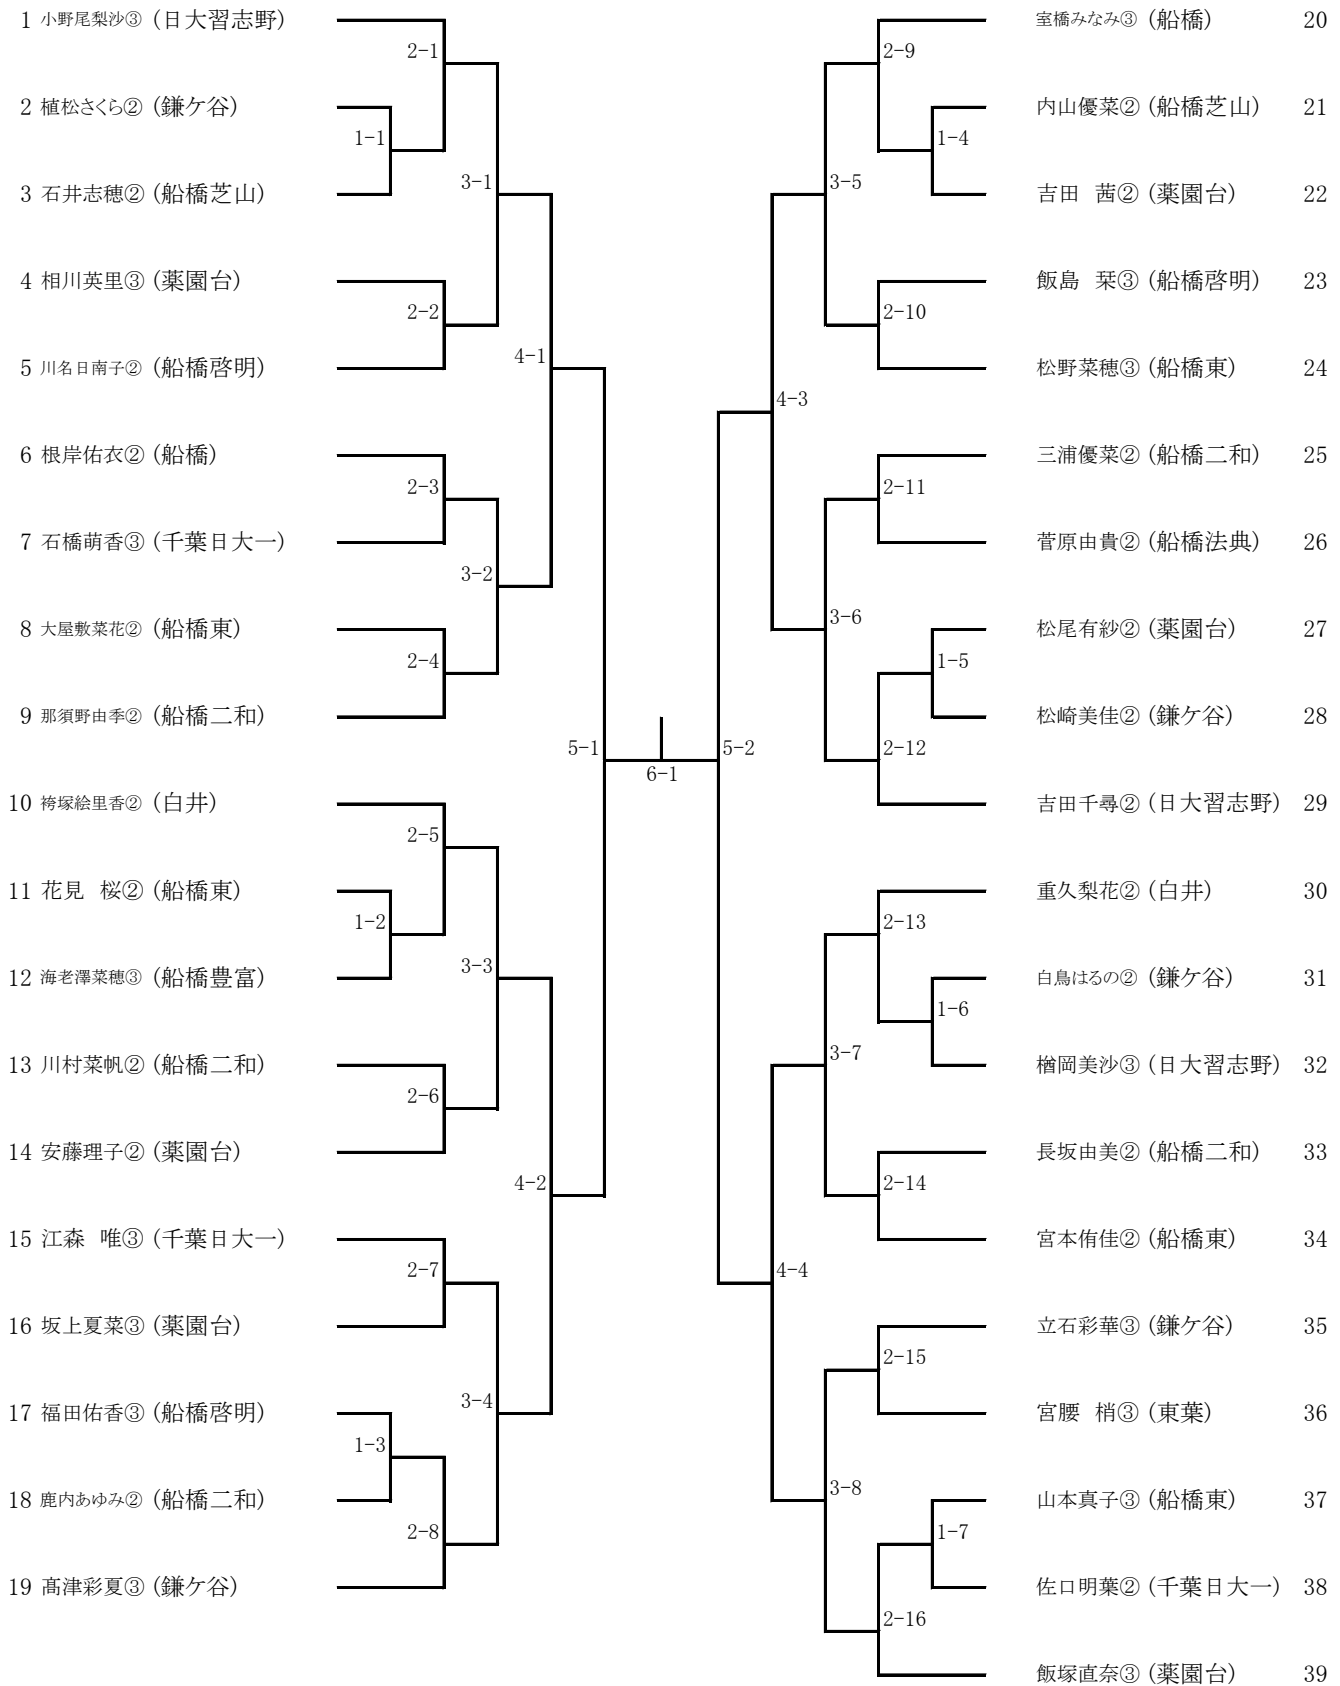 1 小野尾梨沙③ (日大習志野)
2-1
2 植松さくら② (鎌ケ谷)
1-1
3 石井志穂② (船橋芝山)
3-1
4 相川英里③ (薬園台)
2-2
5 川名日南子② (船橋啓明)
4-1
6 根岸佑衣② (船橋)
2-3
7 石橋萌香③ (千葉日大一)
3-2
8 大屋敷菜花② (船橋東)
2-4
9 那須野由季② (船橋二和)
5-1
10 袴塚絵里香② (白井)
2-5
11 花見 桜② (船橋東)
1-2
12 海老澤菜穂③ (船橋豊富)
3-3
13 川村菜帆② (船橋二和)
2-6
14 安藤理子② (薬園台)
4-2
15 江森 唯③ (千葉日大一)
2-7
16 坂上夏菜③ (薬園台)
3-4
17 福田佑香③ (船橋啓明)
1-3
18 鹿内あゆみ② (船橋二和)
2-8
19 髙津彩夏③ (鎌ケ谷)
6-1
室橋みなみ③ (船橋) 20
2-9
内山優菜② (船橋芝山) 21
1-4
吉田 茜② (薬園台) 22
3-5
飯島 栞③ (船橋啓明) 23
2-10
松野菜穂③ (船橋東) 24
4-3
三浦優菜② (船橋二和) 25
2-11
菅原由貴② (船橋法典) 26
3-6
松尾有紗② (薬園台) 27
1-5
松崎美佳② (鎌ケ谷) 28
2-12
吉田千尋② (日大習志野) 29
5-2
重久梨花② (白井) 30
2-13
白鳥はるの② (鎌ケ谷) 31
1-6
楢岡美沙③ (日大習志野) 32
3-7
長坂由美② (船橋二和) 33
2-14
宮本侑佳② (船橋東) 34
4-4
立石彩華③ (鎌ケ谷) 35
2-15
宮腰 梢③ (東葉) 36
3-8
山本真子③ (船橋東) 37
1-7
佐口明葉② (千葉日大一) 38
2-16
飯塚直奈③ (薬園台) 39